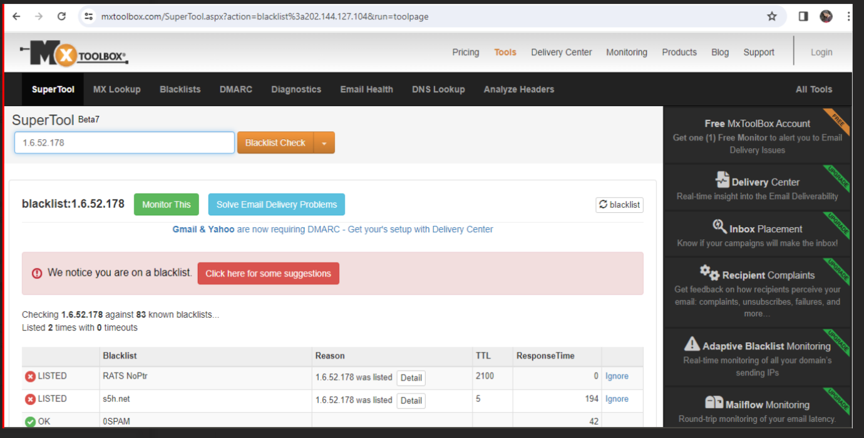 mxtoolbox.com/SuperTool.aspx?action=blacklist%3a202.144.127.104&run=toolpage
MX TOOLBOX®
Pricing Tools Delivery Center Monitoring Products Blog Support Login
SuperTool MX Lookup Blacklists DMARC Diagnostics Email Health DNS Lookup Analyze Headers All Tools
SuperTool Beta7
1.6.52.178 Blacklist Check
blacklist:1.6.52.178 Monitor This Solve Email Delivery Problems blacklist
Gmail & Yahoo are now requiring DMARC - Get your's setup with Delivery Center
We notice you are on a blacklist. Click here for some suggestions
Checking 1.6.52.178 against 83 known blacklists...
Listed 2 times with 0 timeouts
Blacklist Reason TTL ResponseTime
LISTED RATS NoPtr 1.6.52.178 was listed Detail 2100 0 Ignore
LISTED s5h.net 1.6.52.178 was listed Detail 5 194 Ignore
OK 0SPAM 42
Free MxToolBox Account
FREE
Get one (1) Free Monitor to alert you to Email
Delivery Issues
Delivery Center
UPGRADE
Real-time insight into the Email Deliverability
Inbox Placement
UPGRADE
Know if your campaigns will make the inbox!
Recipient Complaints
UPGRADE
Get feedback on how recipients perceive your
email: complaints, unsubscribes, failures, and
more...
Adaptive Blacklist Monitoring
UPGRADE
Real-time monitoring of all your domain's
sending IPs
Mailflow Monitoring
UPGRADE
Round-trip monitoring of your email latency.